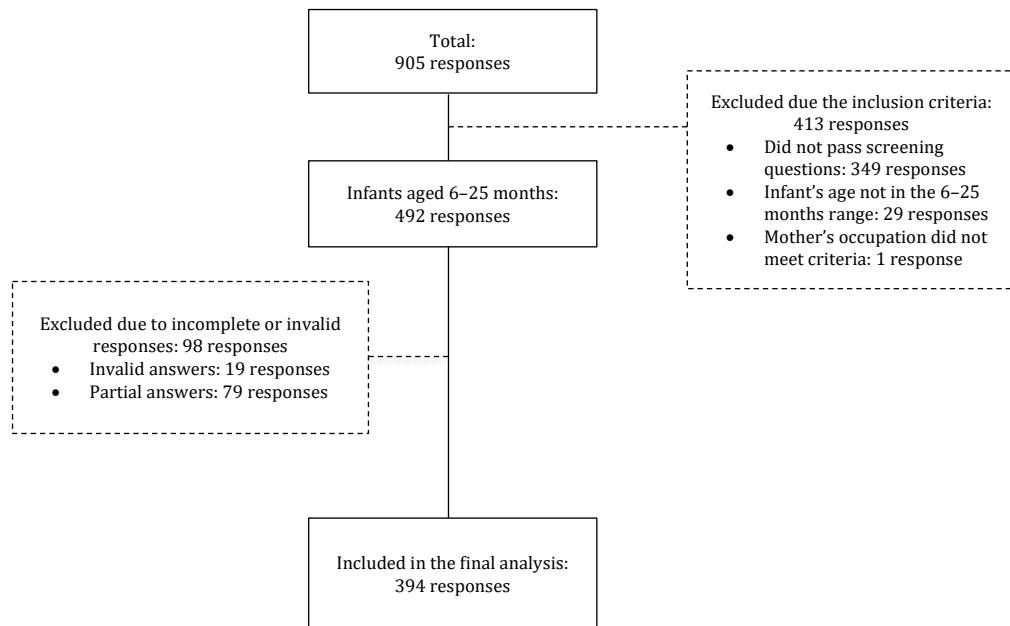 Total:
905 responses
Excluded due the inclusion criteria:
413 responses
• Did not pass screening
questions: 349 responses
• Infant’s age not in the 6–25
months range: 29 responses
• Mother’s occupation did not
meet criteria: 1 response
Infants aged 6–25 months:
492 responses
Excluded due to incomplete or invalid
responses: 98 responses
• Invalid answers: 19 responses
• Partial answers: 79 responses
Included in the final analysis:
394 responses